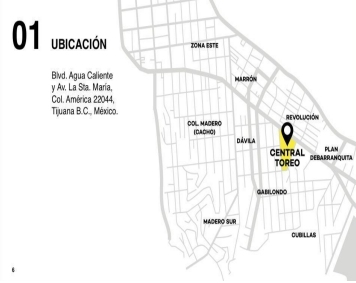 01 UBICACIÓN
Blvd. Agua Caliente
y Av. La Sta. María,
Col. América 22044,
Tijuana B.C., México.
ZONA ESTE
MARRÓN
REVOLUCIÓN
COL. MADERO
(CACHO)
DÁVILA
CENTRAL
TOREO
PLAN
DEBARRANQUITA
GABILONDO
MADERO SUR
CUBILLAS
6